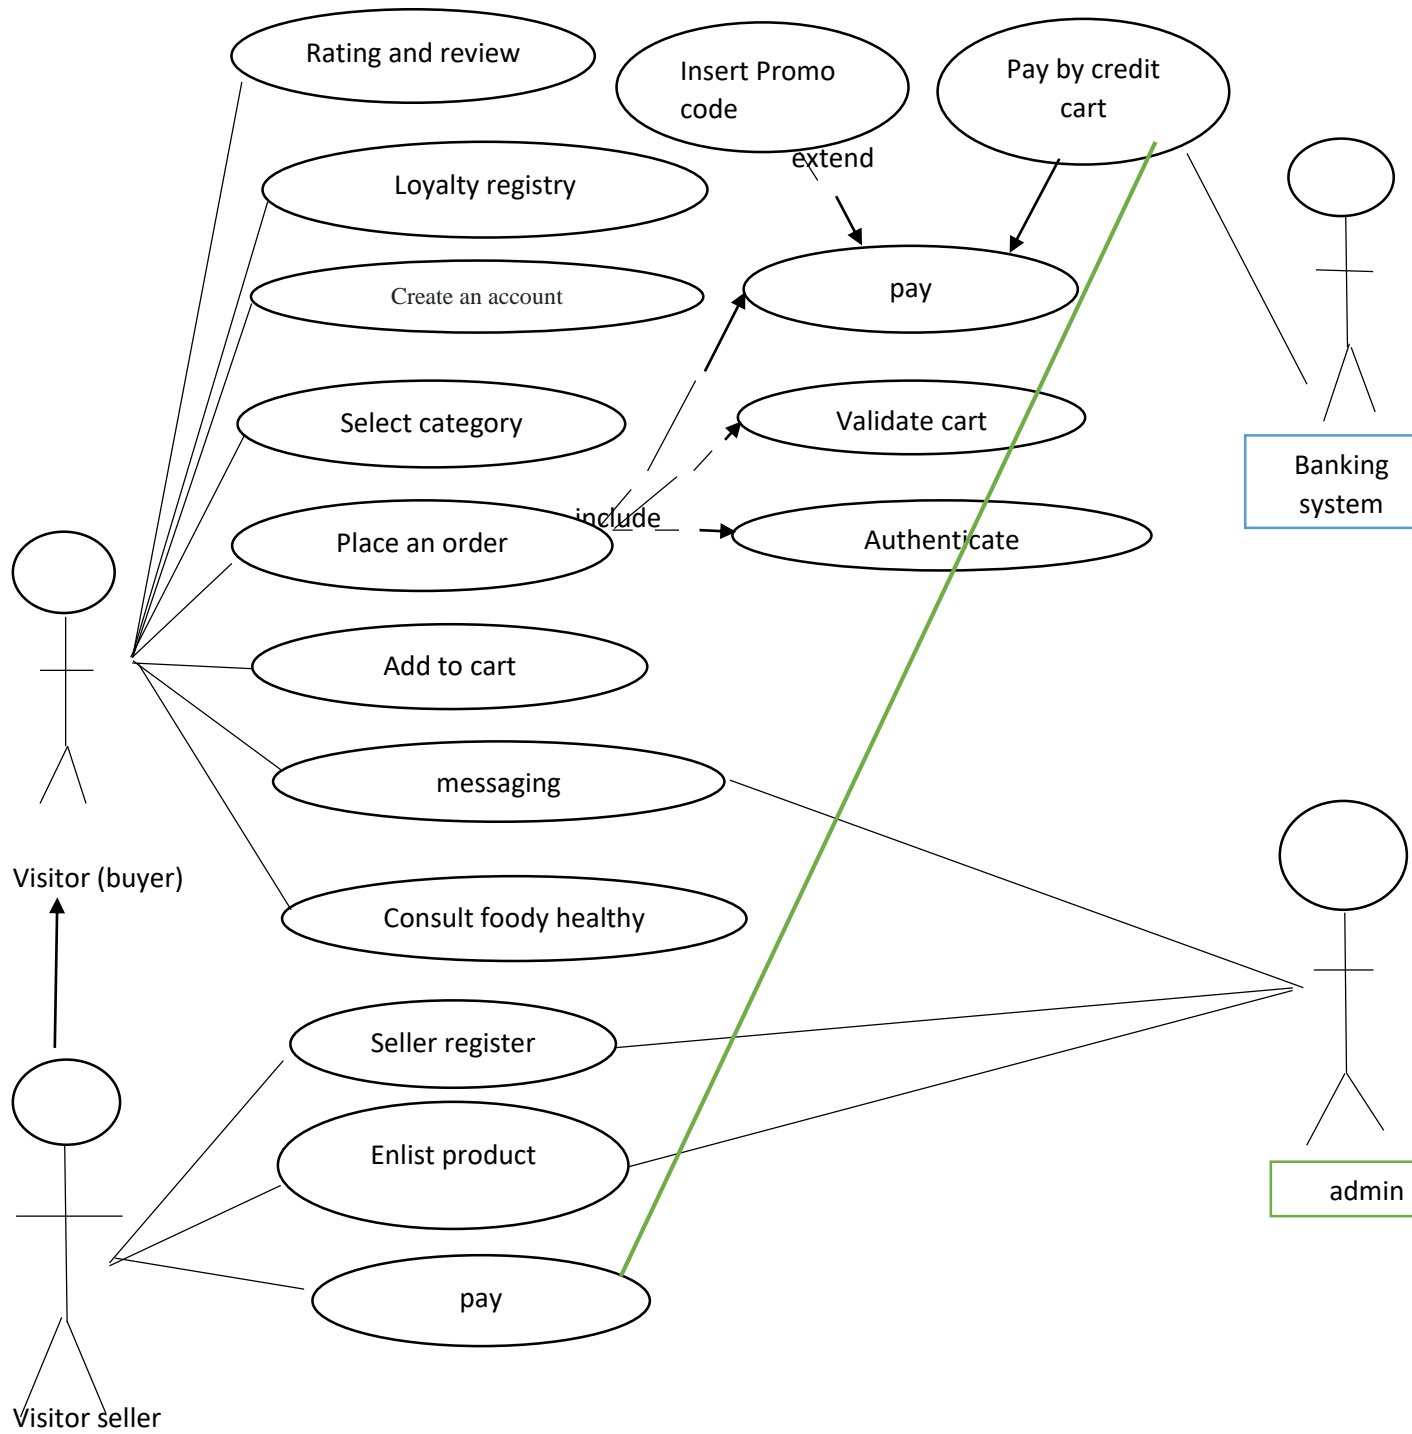 Rating and review
Insert Promo
code
Pay by credit
cart
extend
Loyalty registry
Create an account
pay
Select category
Validate cart
Banking
system
include
Place an order
Authenticate
Add to cart
messaging
Visitor (buyer)
Consult foody healthy
Seller register
Enlist product
admin
pay
Visitor seller